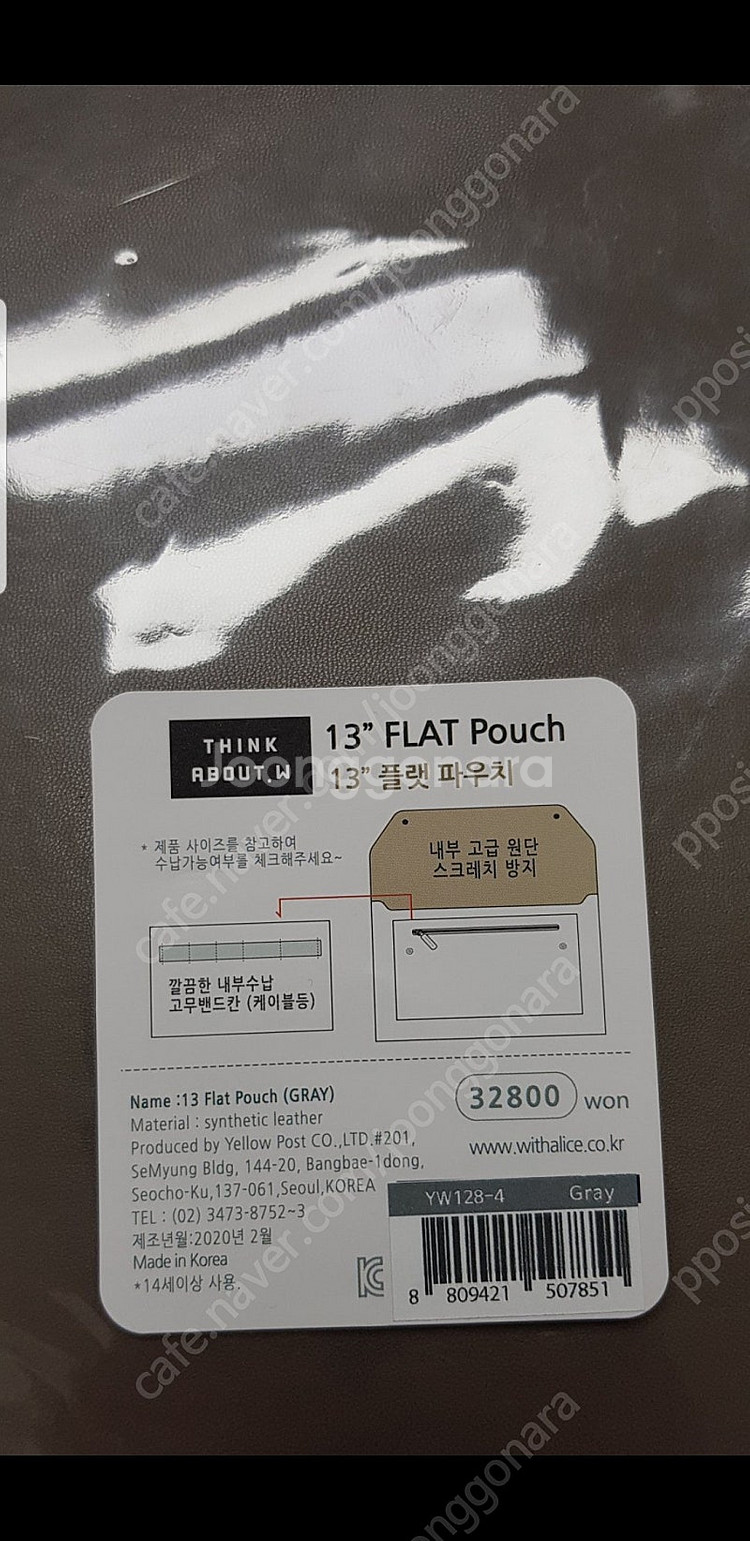 THINK
ABOUT.W
13” FLAT Pouch
13” 플랫 파우치
* 제품 사이즈를 참고하여
수납가능여부를 체크해주세요~
내부 고급 원단
스크레치 방지
깔끔한 내부수납
고무밴드칸 (케이블등)
Name :13 Flat Pouch (GRAY)
Material : synthetic leather
Produced by Yellow Post CO.,LTD.#201,
SeMyung Bldg, 144-20, Bangbae-1dong,
Seocho-Ku,137-061,Seoul,KOREA
TEL : (02) 3473-8752~3
제조년월:2020년 2월
Made in Korea
*14세이상 사용.
32800 won
www.withalice.co.kr
YW128-4 Gray
8 809421 507851
Joonggonara
cafe.naver.com/joonggonara
cafe.naver.com/joonggonara
cafe.naver.com/joonggonara
joonggonara
pposi
pposi
pposi